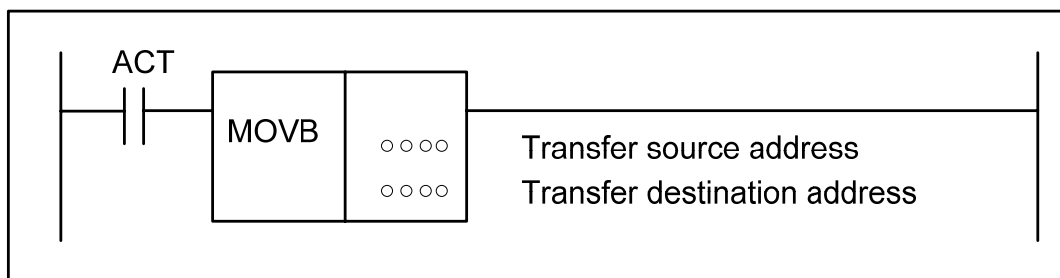 ACT
MOVB
○○○○ Transfer source address
○○○○ Transfer destination address